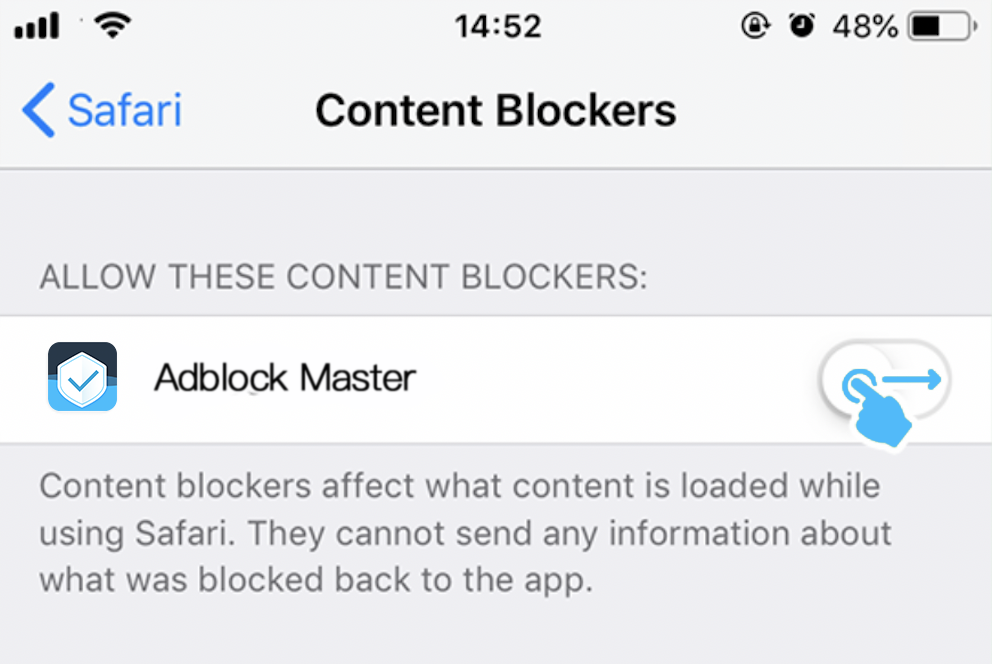 14:52 48%
Safari Content Blockers
ALLOW THESE CONTENT BLOCKERS:
Adblock Master
Content blockers affect what content is loaded while
using Safari. They cannot send any information about
what was blocked back to the app.